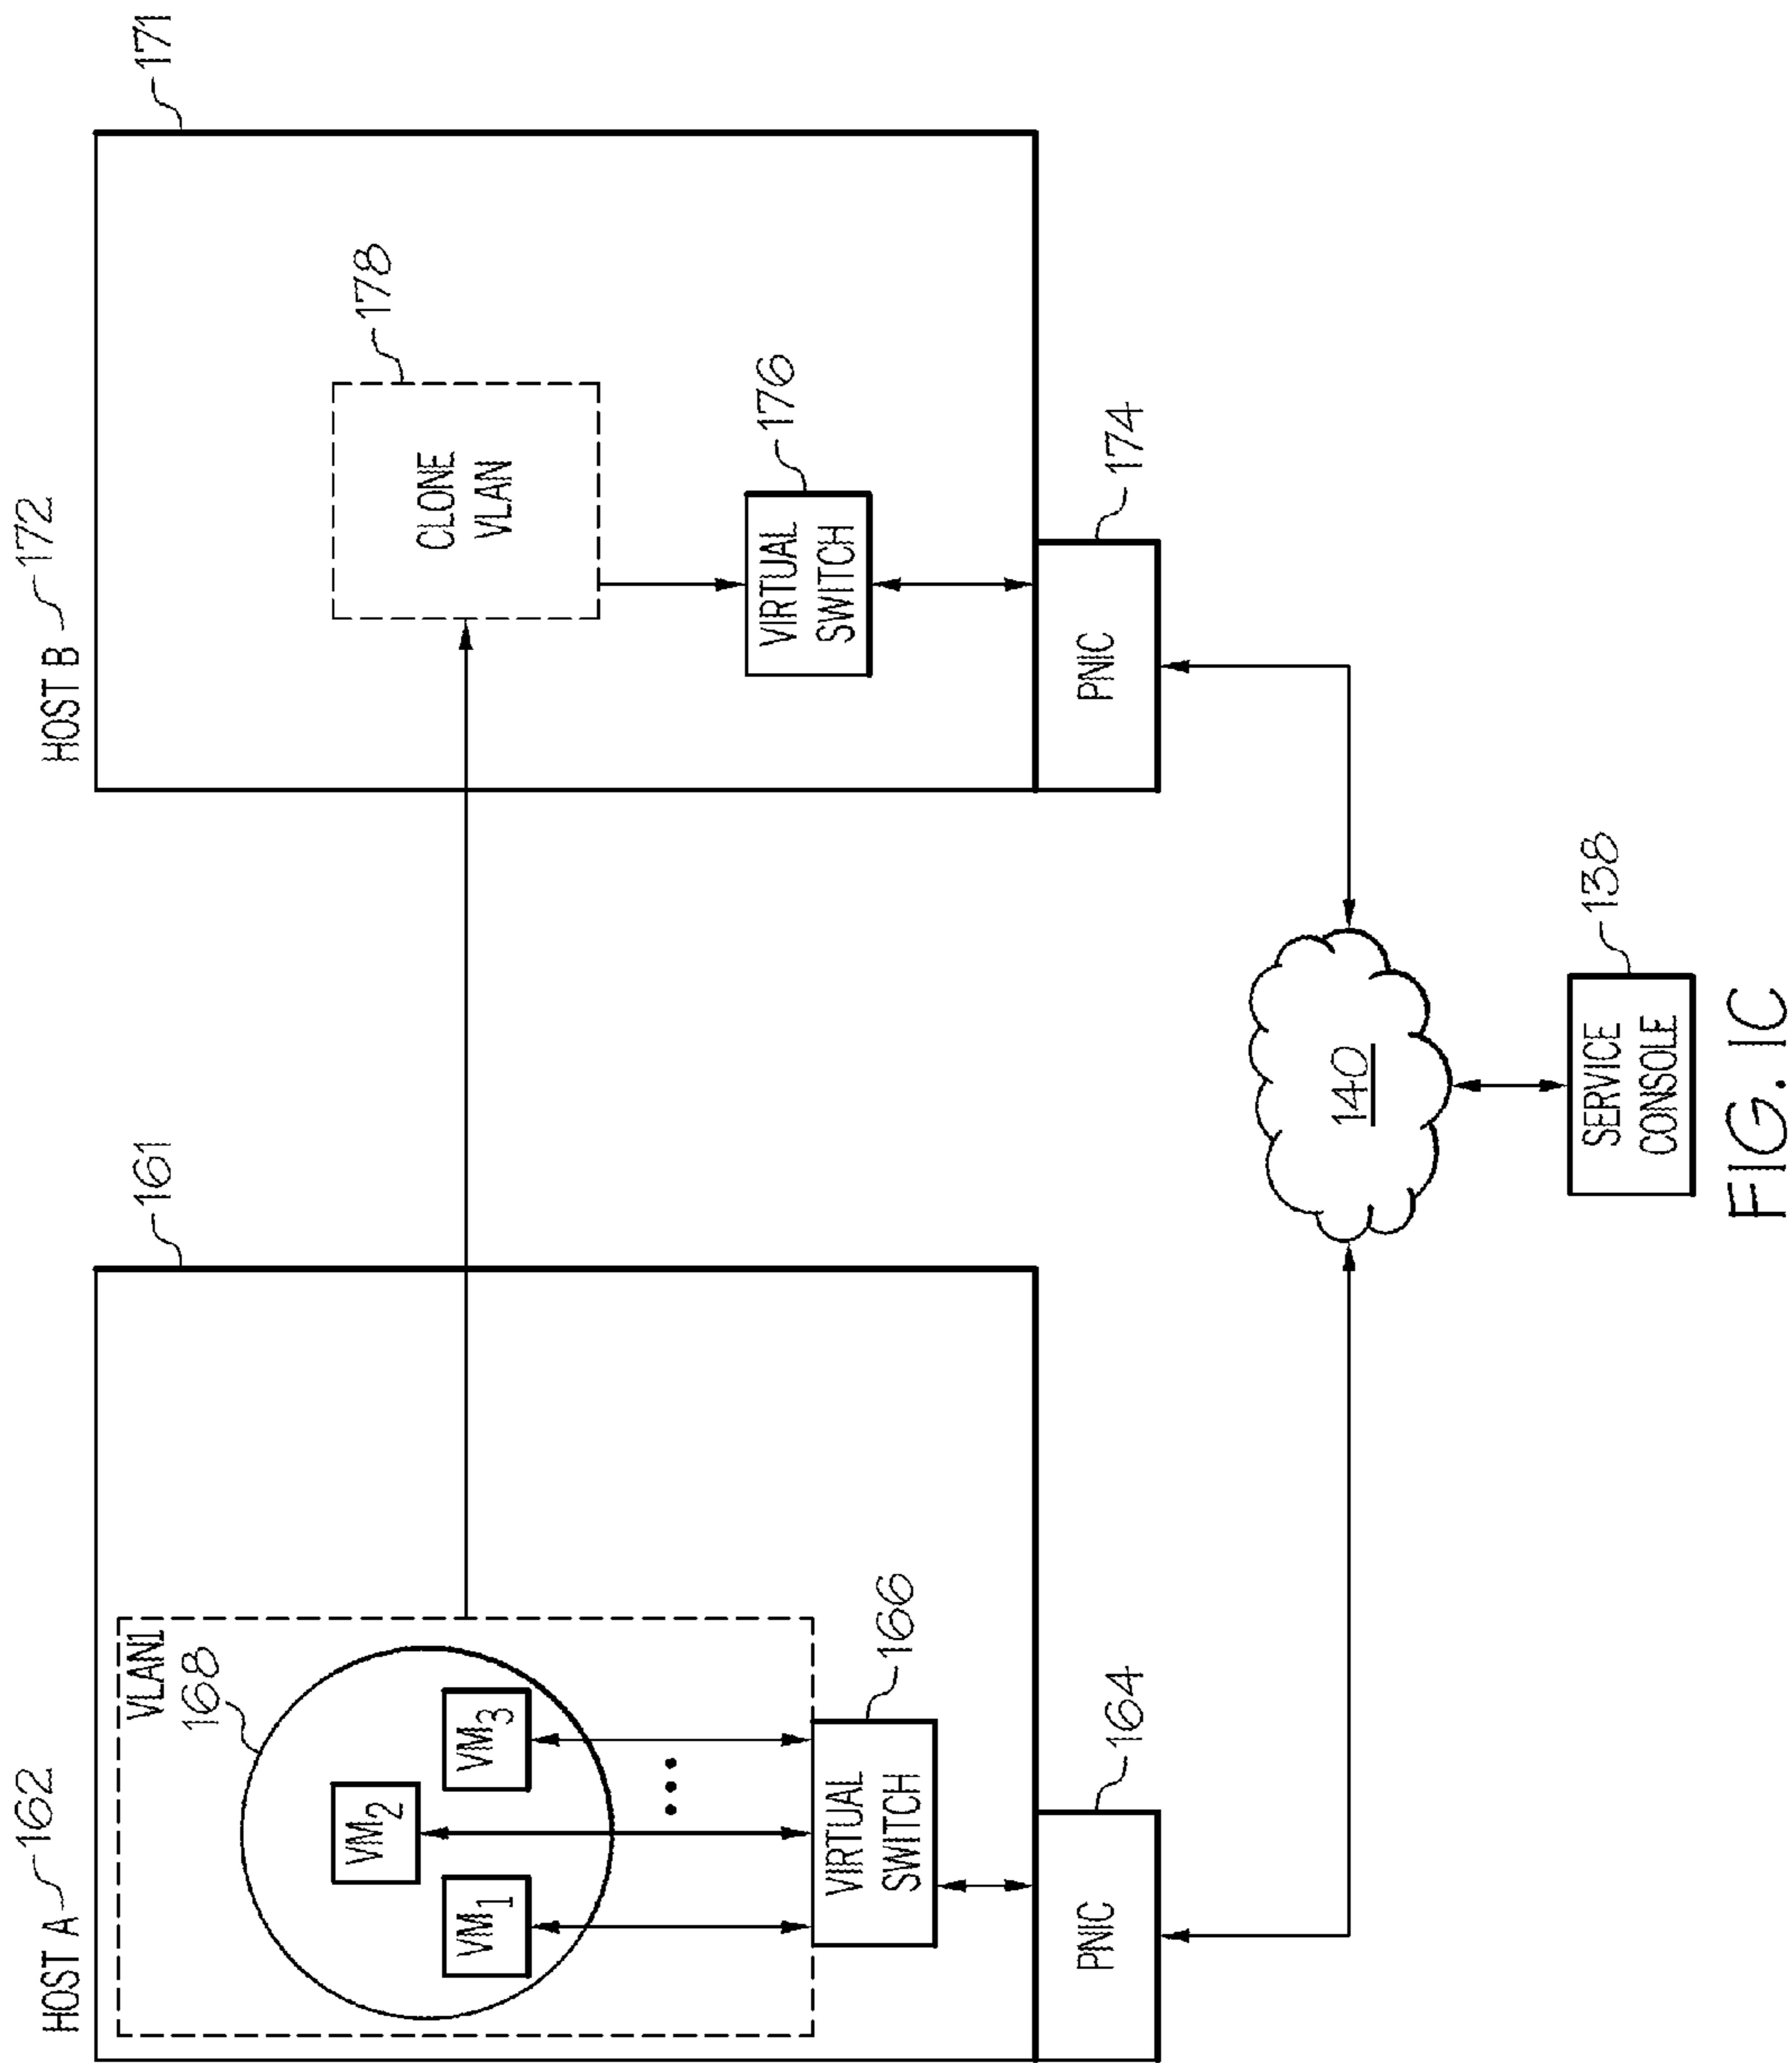 HOST A 162
161
VLAN1
168
VM1
VM2
VM3
...
VIRTUAL
SWITCH
166
PNIC
164
HOST B 172
171
CLONE
VLAN
178
VIRTUAL
SWITCH
176
PNIC
174
140
SERVICE
CONSOLE
138
FIG. 1C